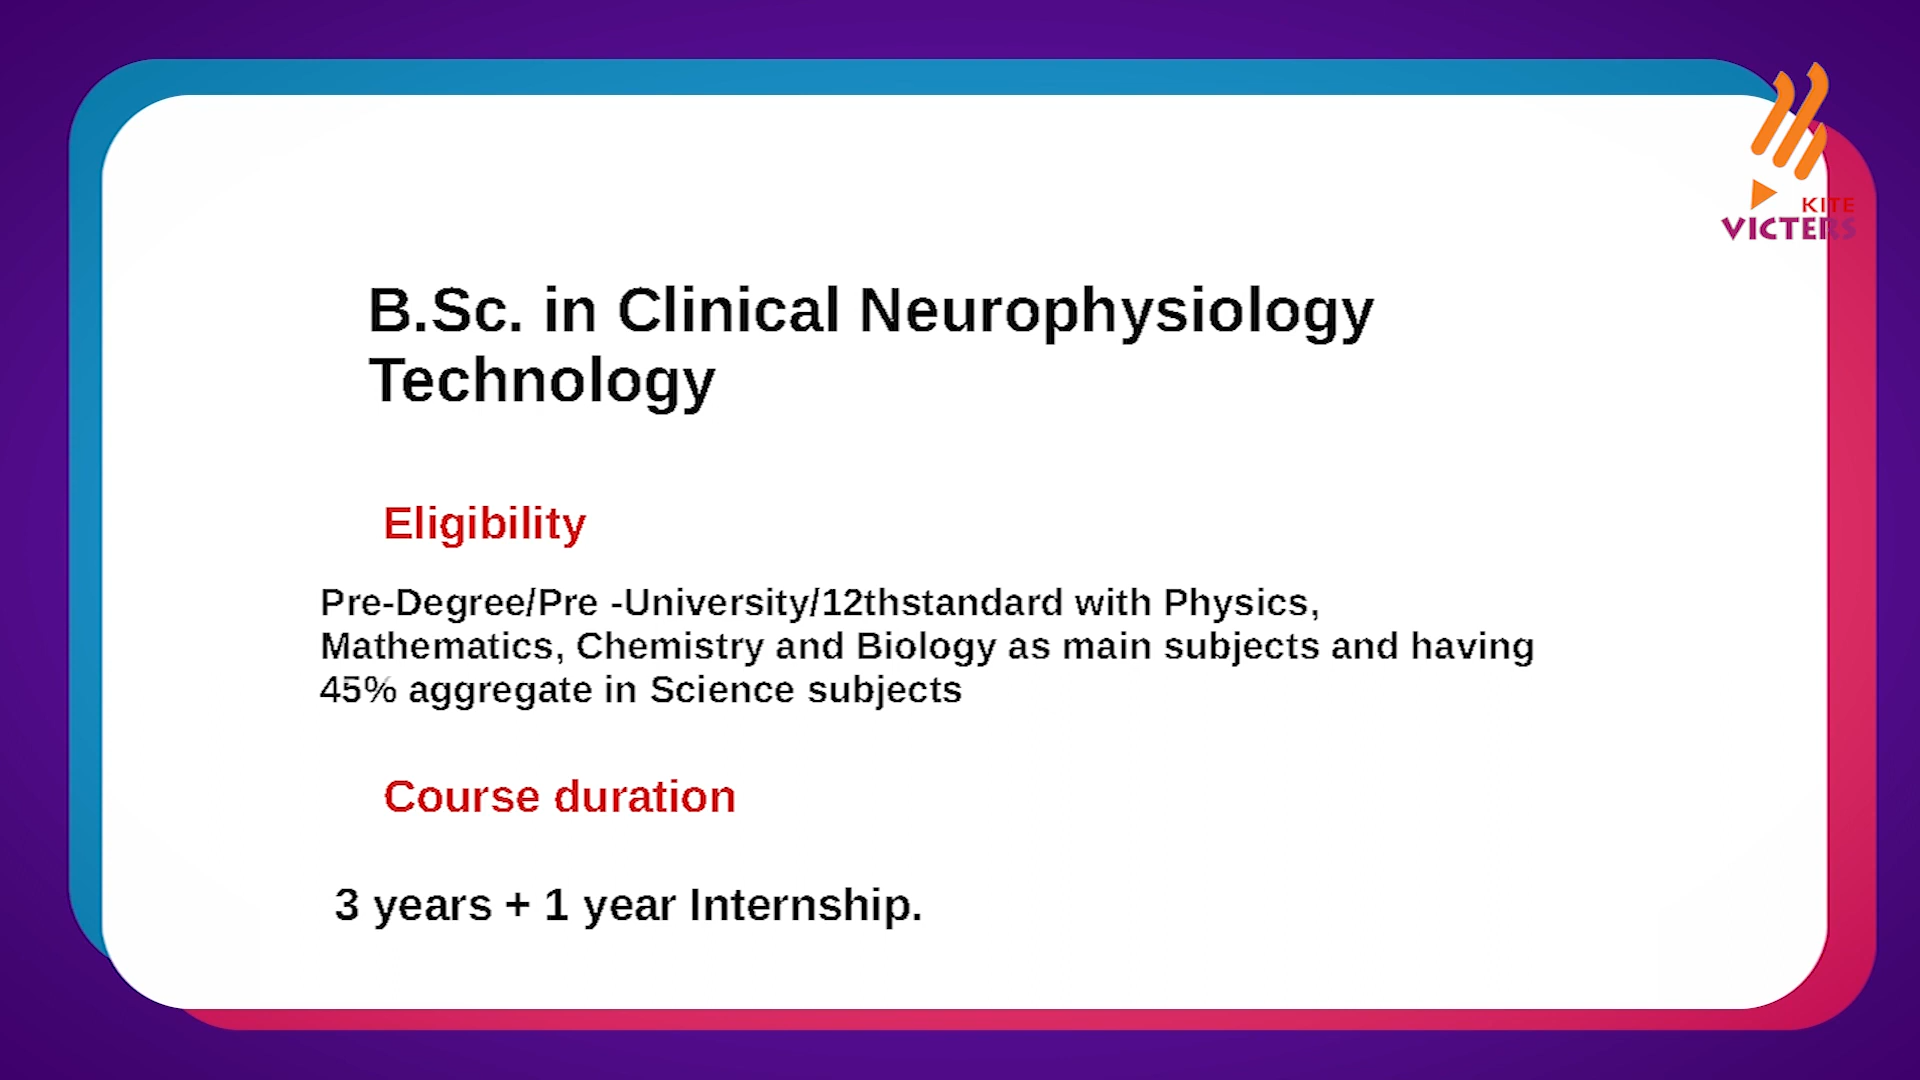 KITE
VICTERS
B.Sc. in Clinical Neurophysiology
Technology
Eligibility
Pre-Degree/Pre -University/12thstandard with Physics,
Mathematics, Chemistry and Biology as main subjects and having
45% aggregate in Science subjects
Course duration
3 years + 1 year Internship.